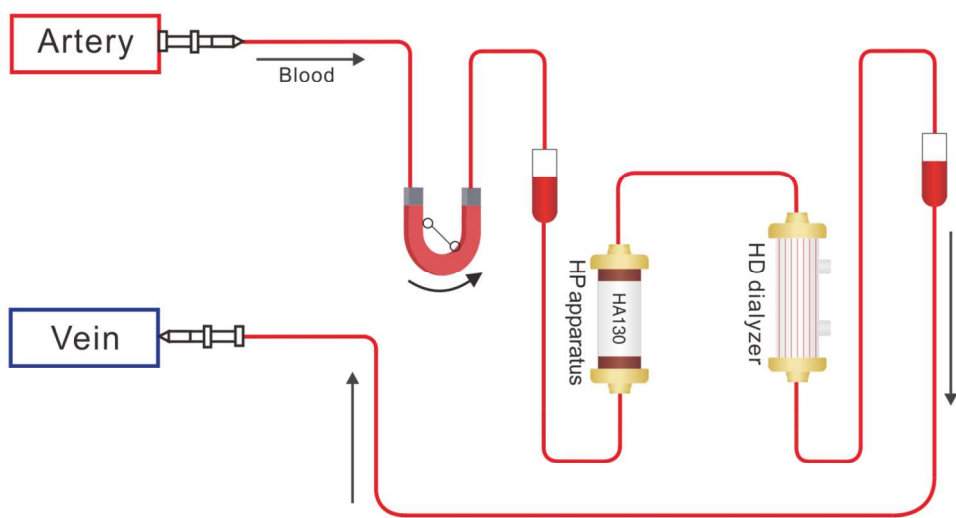 Artery
Blood
HP apparatus
HA130
HD dialyzer
Vein